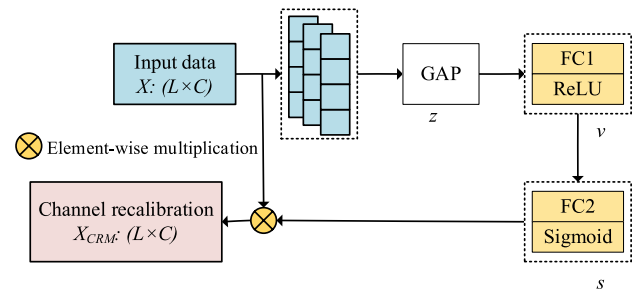 Input data
X: (L×C)
GAP
z
FC1
ReLU
v
Element-wise multiplication
Channel recalibration
X_CRM: (L×C)
FC2
Sigmoid
s